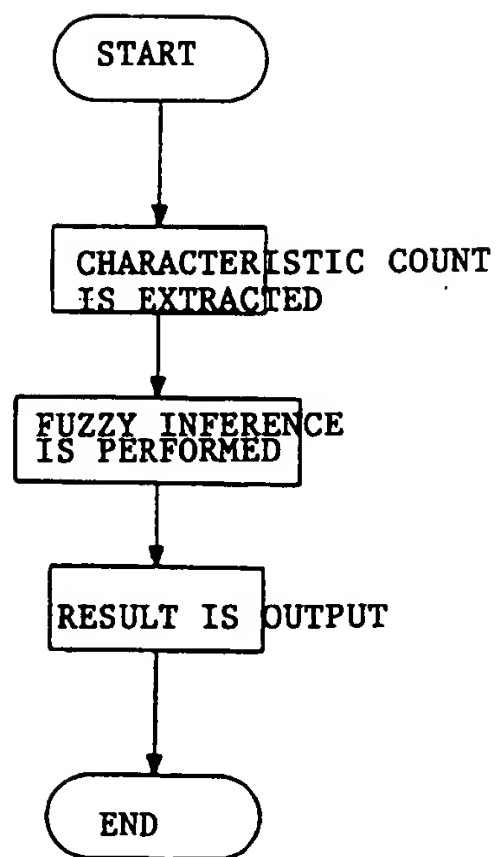 START
CHARACTERISTIC COUNT
IS EXTRACTED
FUZZY INFERENCE
IS PERFORMED
RESULT IS OUTPUT
END